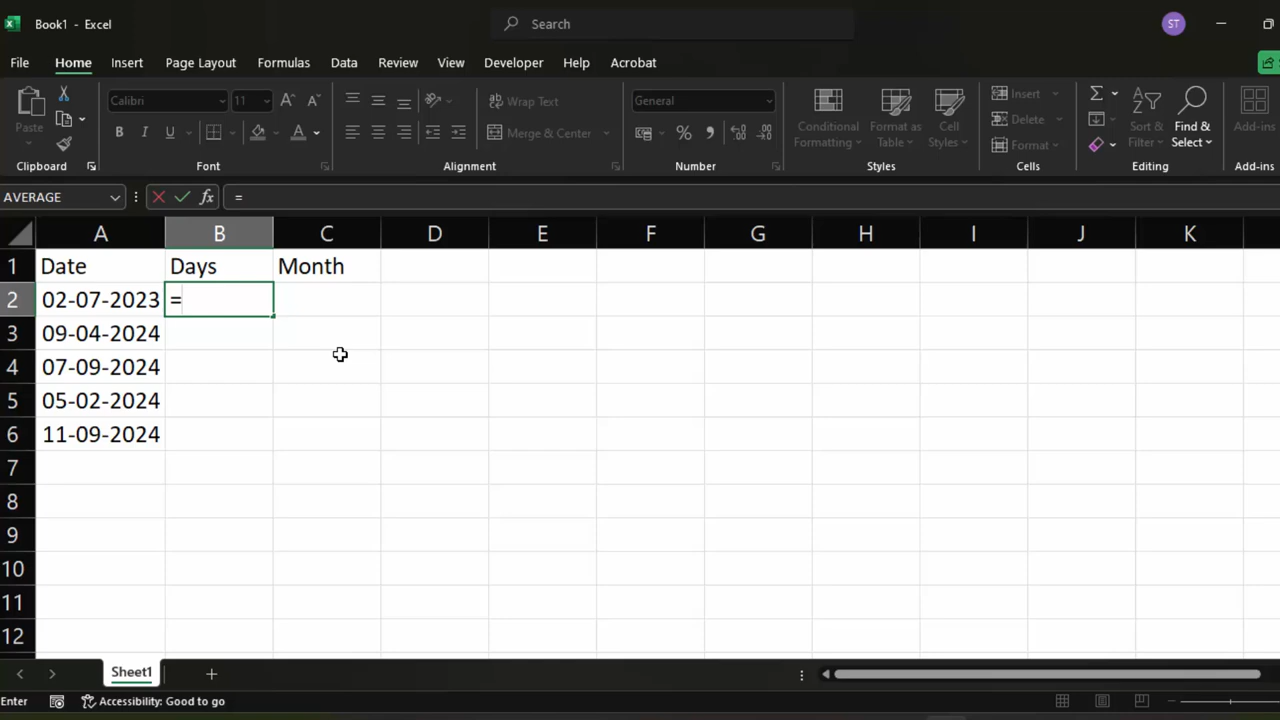 Book1 - Excel
Search
ST
File Home Insert Page Layout Formulas Data Review View Developer Help Acrobat
Paste
Calibri 11
B I U
Wrap Text
Merge & Center
General
Conditional Formatting
Format as Table
Cell Styles
Insert
Delete
Format
Sort & Filter
Find & Select
Add-ins
Clipboard Font Alignment Number Styles Cells Editing Add-ins
AVERAGE fx =
A B C D E F G H I J K
1 Date Days Month
2 02-07-2023 =
3 09-04-2024
4 07-09-2024
5 05-02-2024
6 11-09-2024
7
8
9
10
11
12
Sheet1
Enter Accessibility: Good to go